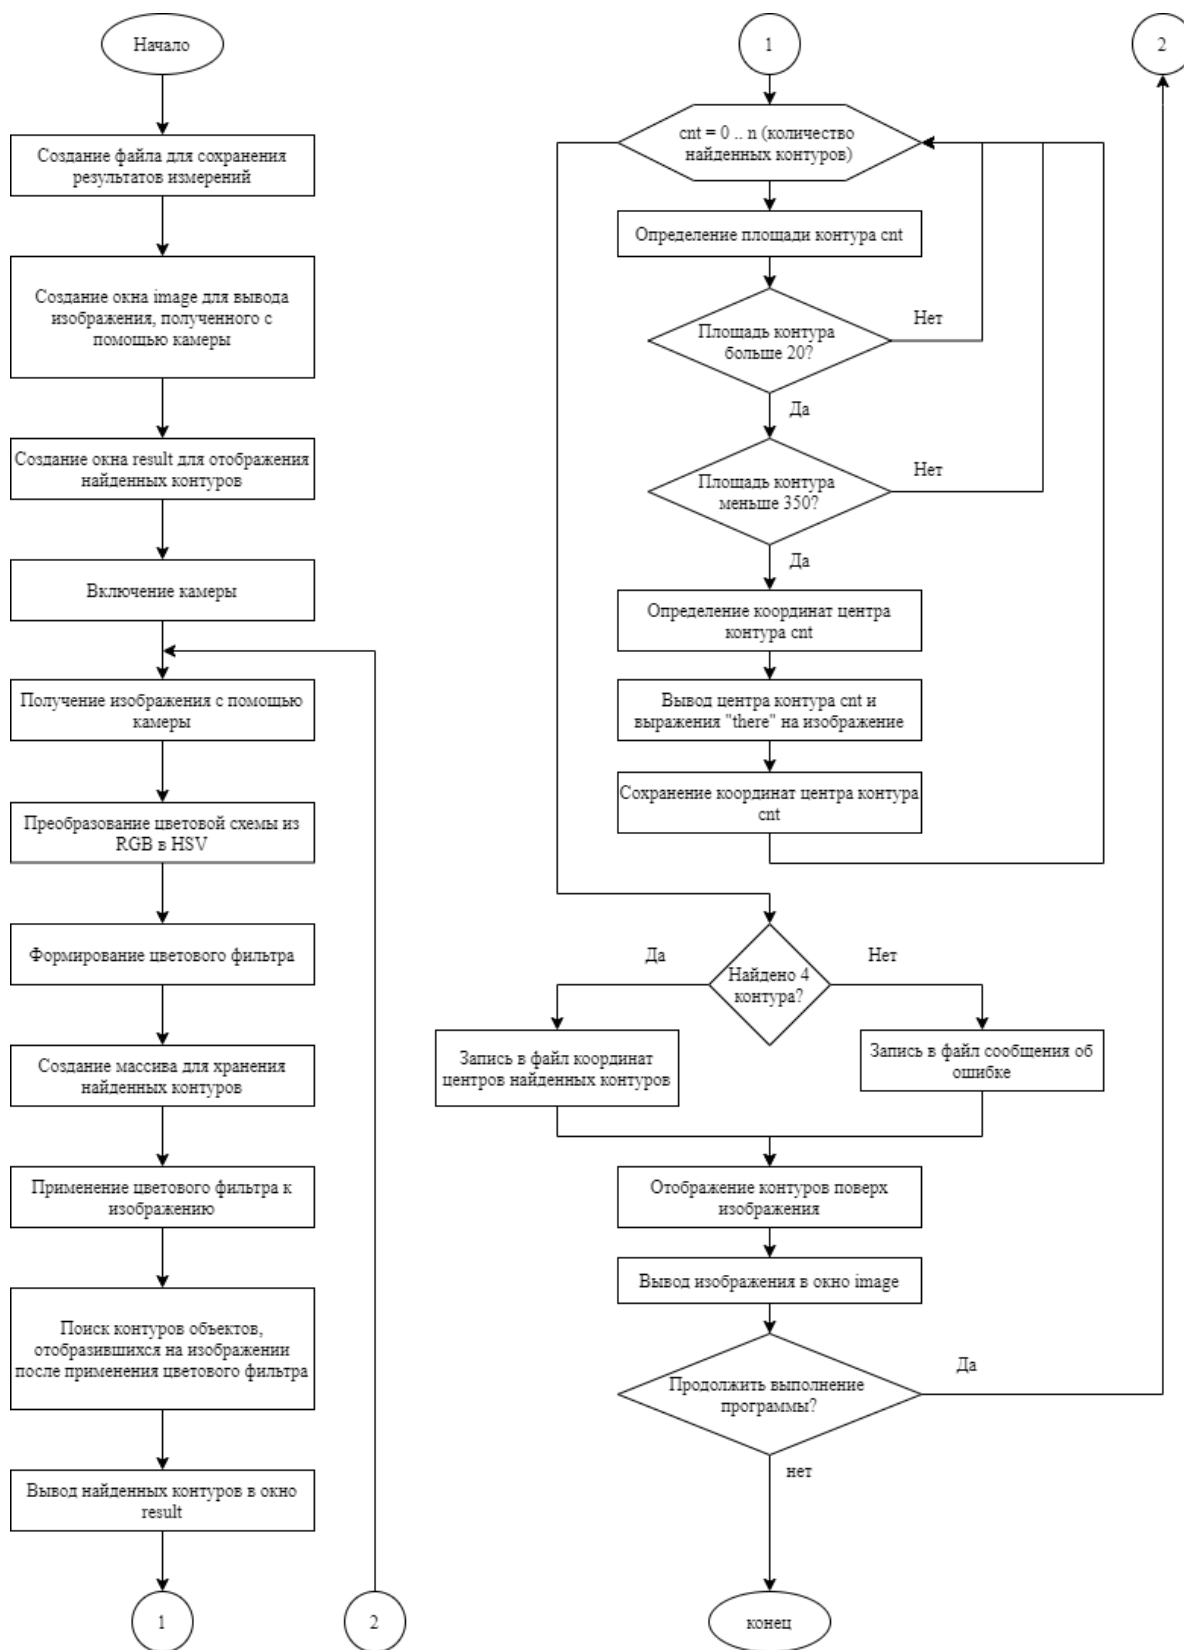 Начало
Создание файла для сохранения
результатов измерений
Создание окна image для вывода
изображения, полученного с
помощью камеры
Создание окна result для отображения
найденных контуров
Включение камеры
Получение изображения с помощью
камеры
Преобразование цветовой схемы из
RGB в HSV
Формирование цветового фильтра
Создание массива для хранения
найденных контуров
Применение цветового фильтра к
изображению
Поиск контуров объектов,
отобразившихся на изображении
после применения цветового фильтра
Вывод найденных контуров в окно
result
1
2
1
2
cnt = 0 .. n (количество
найденных контуров)
Определение площади контура cnt
Площадь контура
больше 20?
Нет
Да
Площадь контура
меньше 350?
Нет
Да
Определение координат центра
контура cnt
Вывод центра контура cnt и
выражения "there" на изображение
Сохранение координат центра контура
cnt
Найдено 4
контура?
Да
Нет
Запись в файл координат
центров найденных контуров
Запись в файл сообщения об
ошибке
Отображение контуров поверх
изображения
Вывод изображения в окно image
Продолжить выполнение
программы?
Да
нет
конец